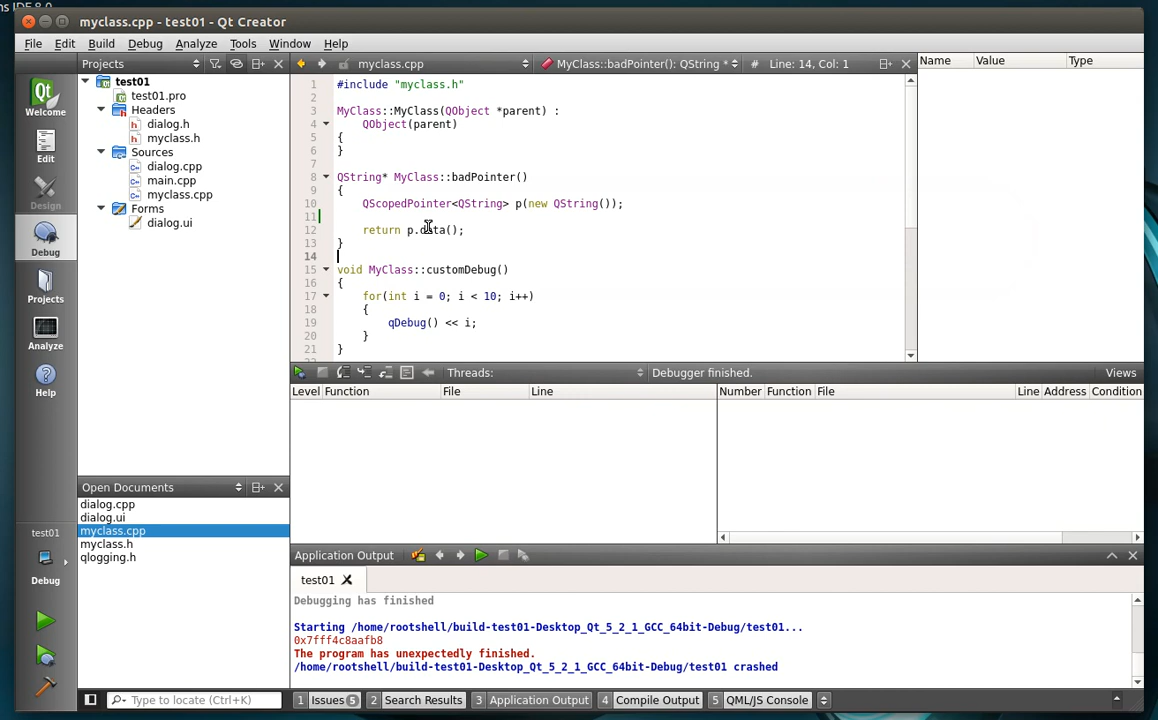 ns IDE 8.0
myclass.cpp - test01 - Qt Creator
File Edit Build Debug Analyze Tools Window Help
Projects
myclass.cpp
MyClass::badPointer(): QString *
# Line: 14, Col: 1
Name Value Type
Welcome
Edit
Design
Debug
Projects
Analyze
Help
test01
Debug
test01
test01.pro
Headers
dialog.h
myclass.h
Sources
dialog.cpp
main.cpp
myclass.cpp
Forms
dialog.ui
1 #include "myclass.h"
2
3 MyClass::MyClass(QObject *parent) :
4 QObject(parent)
5 {
6 }
7
8 QString* MyClass::badPointer()
9 {
10 QScopedPointer<QString> p(new QString());
11
12 return p.data();
13 }
14
15 void MyClass::customDebug()
16 {
17 for(int i = 0; i < 10; i++)
18 {
19 qDebug() << i;
20 }
21 }
Threads:
Debugger finished.
Views
Level Function File Line
Number Function File Line Address Condition
Open Documents
dialog.cpp
dialog.ui
myclass.cpp
myclass.h
qlogging.h
Application Output
test01
Debugging has finished
Starting /home/rootshell/build-test01-Desktop_Qt_5_2_1_GCC_64bit-Debug/test01...
0x7fff4c8aafb8
The program has unexpectedly finished.
/home/rootshell/build-test01-Desktop_Qt_5_2_1_GCC_64bit-Debug/test01 crashed
Type to locate (Ctrl+K)
1 Issues 5 2 Search Results 3 Application Output 4 Compile Output 5 QML/JS Console